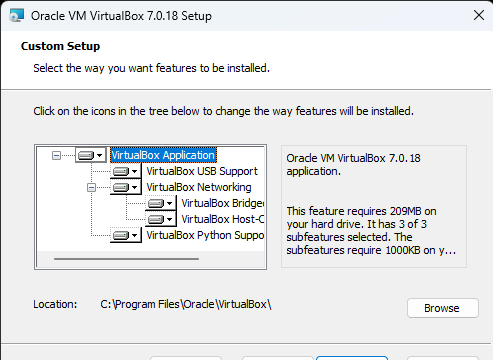 Oracle VM VirtualBox 7.0.18 Setup
Custom Setup
Select the way you want features to be installed.
Click on the icons in the tree below to change the way features will be installed.
VirtualBox Application
VirtualBox USB Support
VirtualBox Networking
VirtualBox Bridge
VirtualBox Host-C
VirtualBox Python Suppo
Oracle VM VirtualBox 7.0.18
application.
This feature requires 209MB on
your hard drive. It has 3 of 3
subfeatures selected. The
subfeatures require 1000KB on y...
Location: C:\Program Files\Oracle\VirtualBox\
Browse